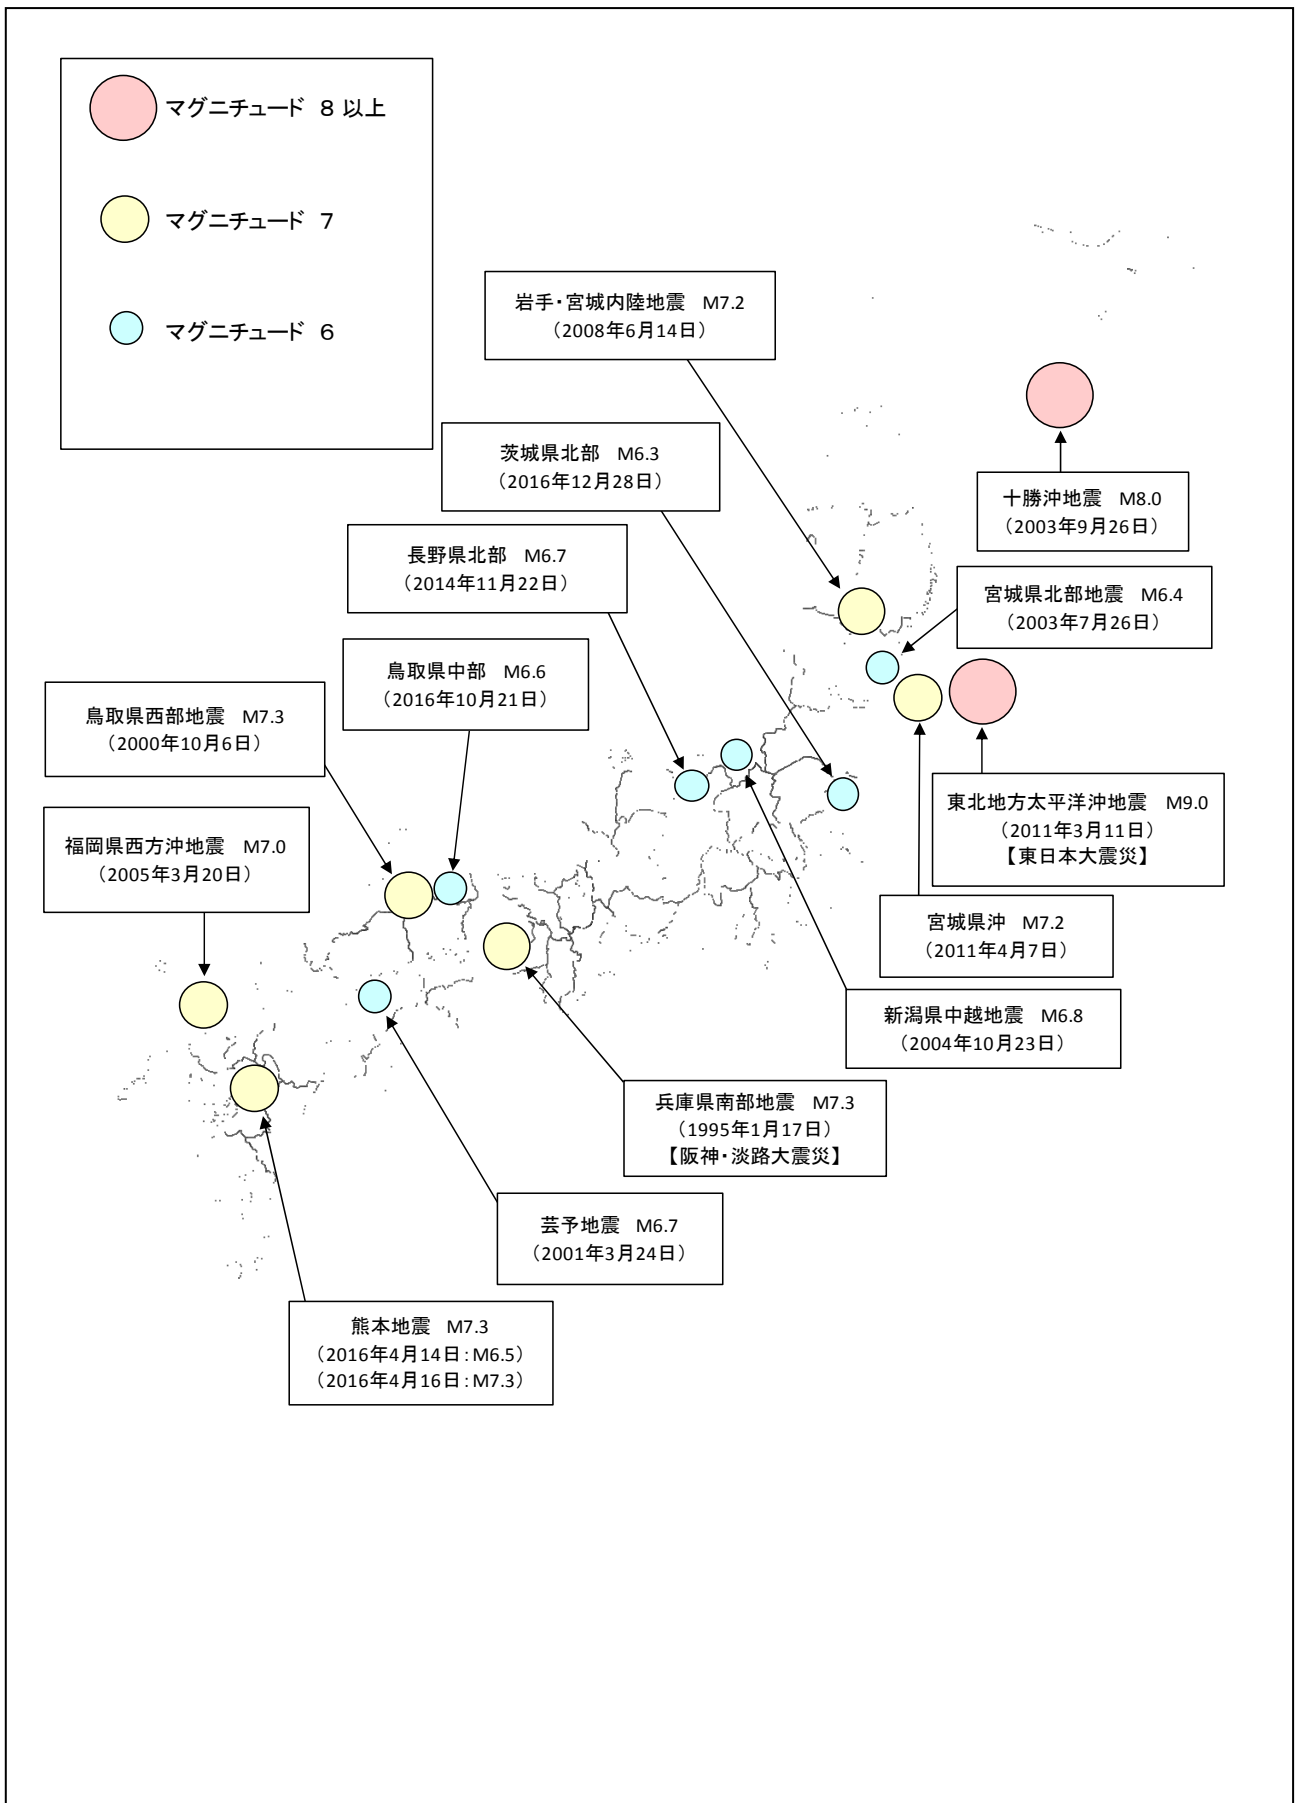 マグニチュード 8 以上
マグニチュード 7
マグニチュード 6
岩手・宮城内陸地震 M7.2
（2008年6月14日）
茨城県北部 M6.3
（2016年12月28日）
十勝沖地震 M8.0
（2003年9月26日）
長野県北部 M6.7
（2014年11月22日）
宮城県北部地震 M6.4
（2003年7月26日）
鳥取県中部 M6.6
（2016年10月21日）
鳥取県西部地震 M7.3
（2000年10月6日）
東北地方太平洋沖地震 M9.0
（2011年3月11日）
【東日本大震災】
福岡県西方沖地震 M7.0
（2005年3月20日）
宮城県沖 M7.2
（2011年4月7日）
新潟県中越地震 M6.8
（2004年10月23日）
兵庫県南部地震 M7.3
（1995年1月17日）
【阪神・淡路大震災】
芸予地震 M6.7
（2001年3月24日）
熊本地震 M7.3
（2016年4月14日：M6.5）
（2016年4月16日：M7.3）